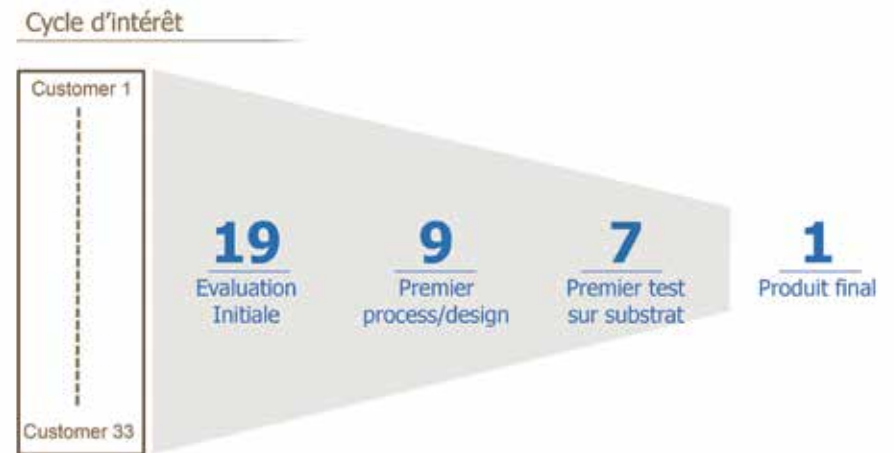 Cycle d'intérêt
Customer 1
Customer 33
19
Evaluation
Initiale
9
Premier
process/design
7
Premier test
sur substrat
1
Produit final